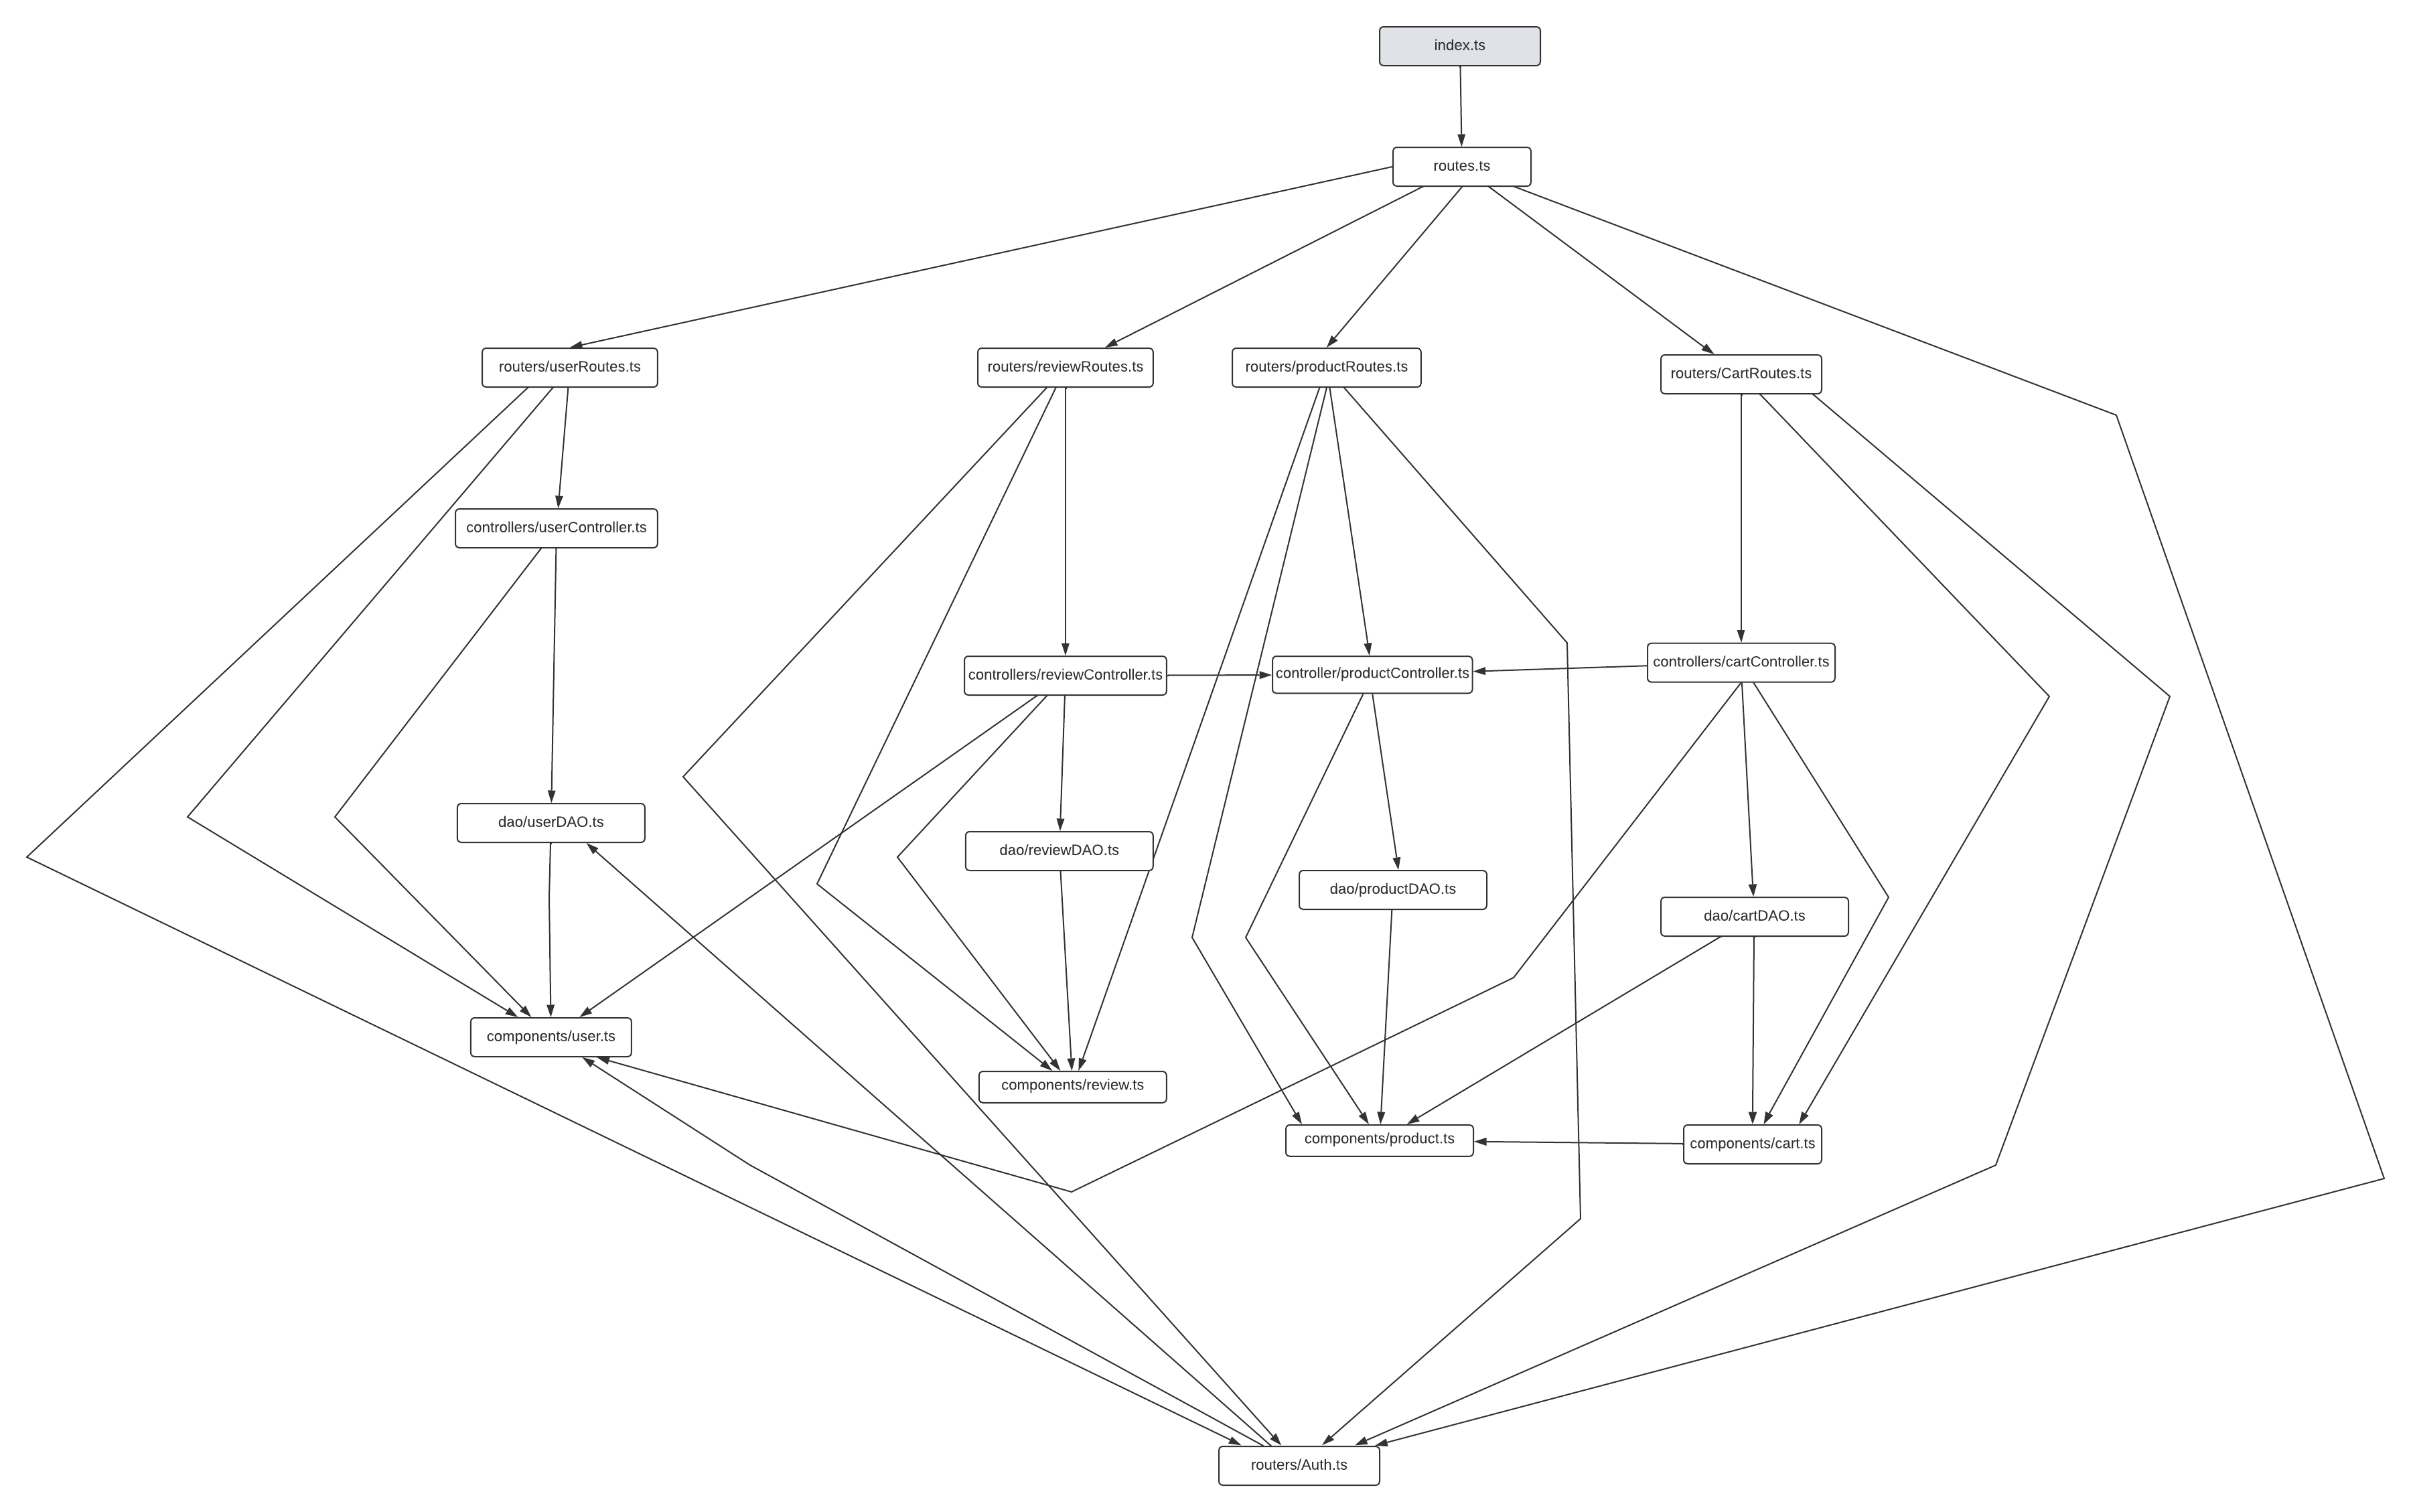 index.ts
routes.ts
routers/userRoutes.ts
routers/reviewRoutes.ts
routers/productRoutes.ts
routers/CartRoutes.ts
controllers/userController.ts
controllers/reviewController.ts
controller/productController.ts
controllers/cartController.ts
dao/userDAO.ts
dao/reviewDAO.ts
dao/productDAO.ts
dao/cartDAO.ts
components/user.ts
components/review.ts
components/product.ts
components/cart.ts
routers/Auth.ts